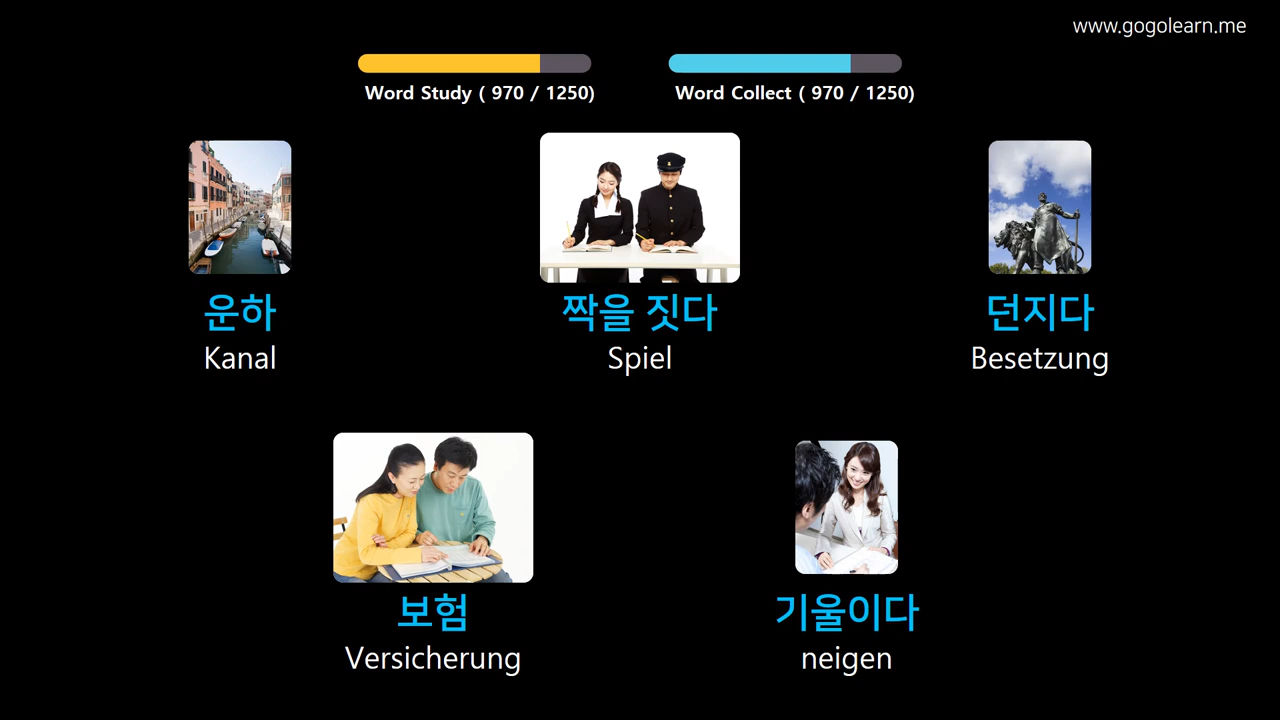 www.gogolearn.me
Word Study ( 970 / 1250)
Word Collect ( 970 / 1250)
운하
Kanal
짝을 짓다
Spiel
던지다
Besetzung
보험
Versicherung
기울이다
neigen